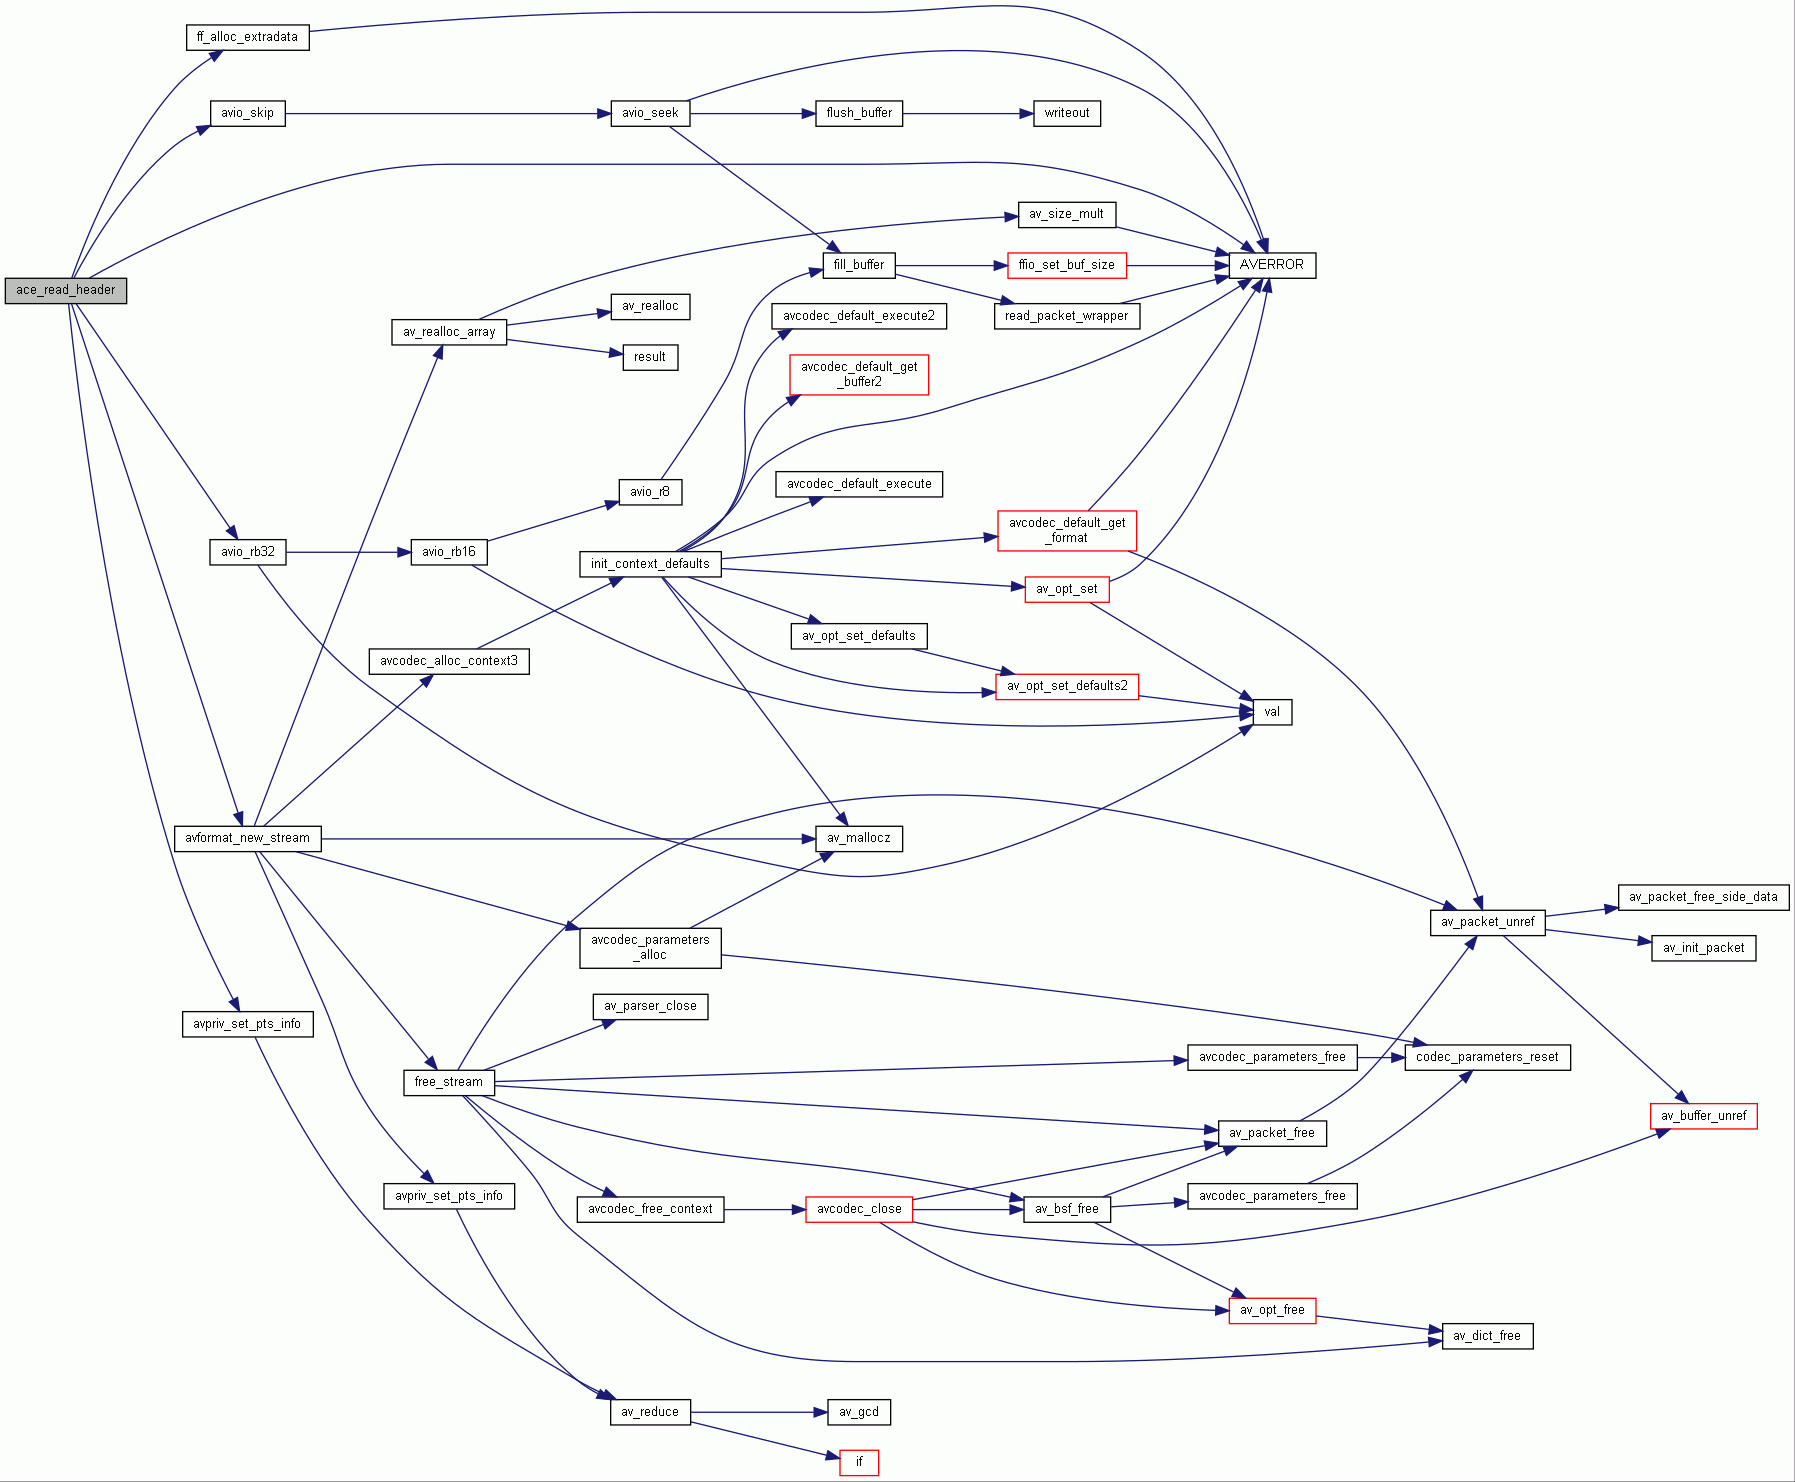 ff_alloc_extradata
avio_skip
avio_seek
flush_buffer
writeout
av_size_mult
fill_buffer
ffio_set_buf_size
AVERROR
ace_read_header
av_realloc
avcodec_default_execute2
read_packet_wrapper
av_realloc_array
result
avcodec_default_get
_buffer2
avcodec_default_execute
avio_r8
avcodec_default_get
_format
avio_rb32
avio_rb16
init_context_defaults
av_opt_set
av_opt_set_defaults
avcodec_alloc_context3
av_opt_set_defaults2
val
avformat_new_stream
av_mallocz
av_packet_free_side_data
av_packet_unref
avcodec_parameters
_alloc
av_init_packet
av_parser_close
avpriv_set_pts_info
avcodec_parameters_free
codec_parameters_reset
free_stream
av_buffer_unref
av_packet_free
avpriv_set_pts_info
avcodec_parameters_free
avcodec_free_context
avcodec_close
av_bsf_free
av_opt_free
av_dict_free
av_reduce
av_gcd
if